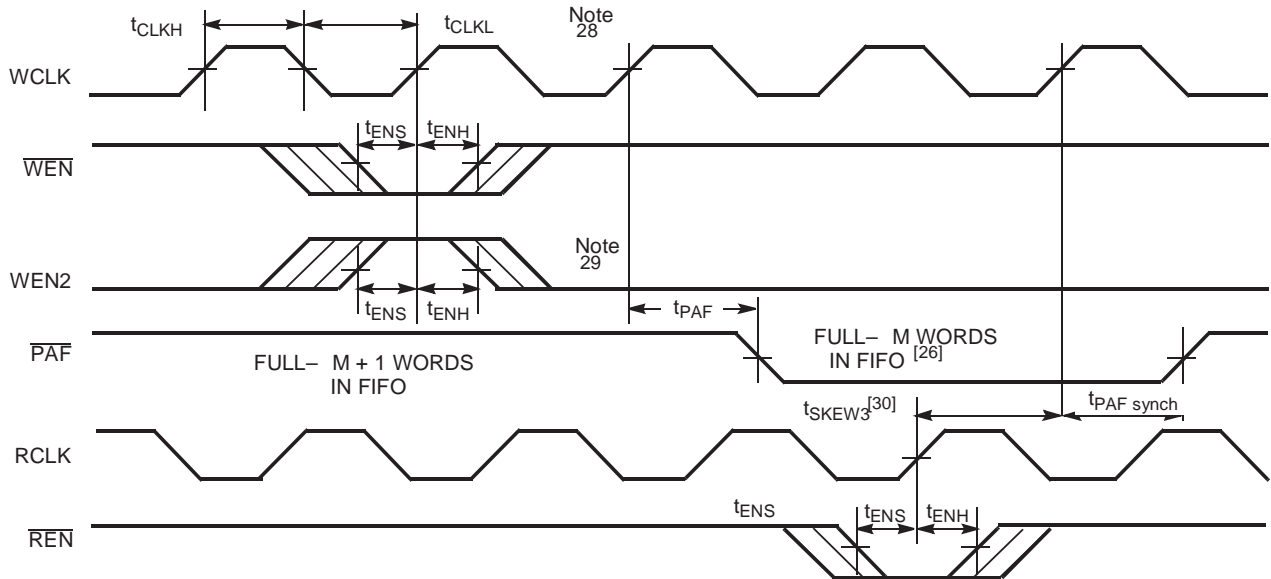 tCLKH
tCLKL
Note
28
WCLK
tENS
tENH
WEN
Note
29
WEN2
tENS
tENH
tPAF
PAF
FULL– M + 1 WORDS
IN FIFO
FULL– M WORDS
IN FIFO [26]
tSKEW3[30]
tPAF synch
RCLK
tENS
tENS
tENH
REN